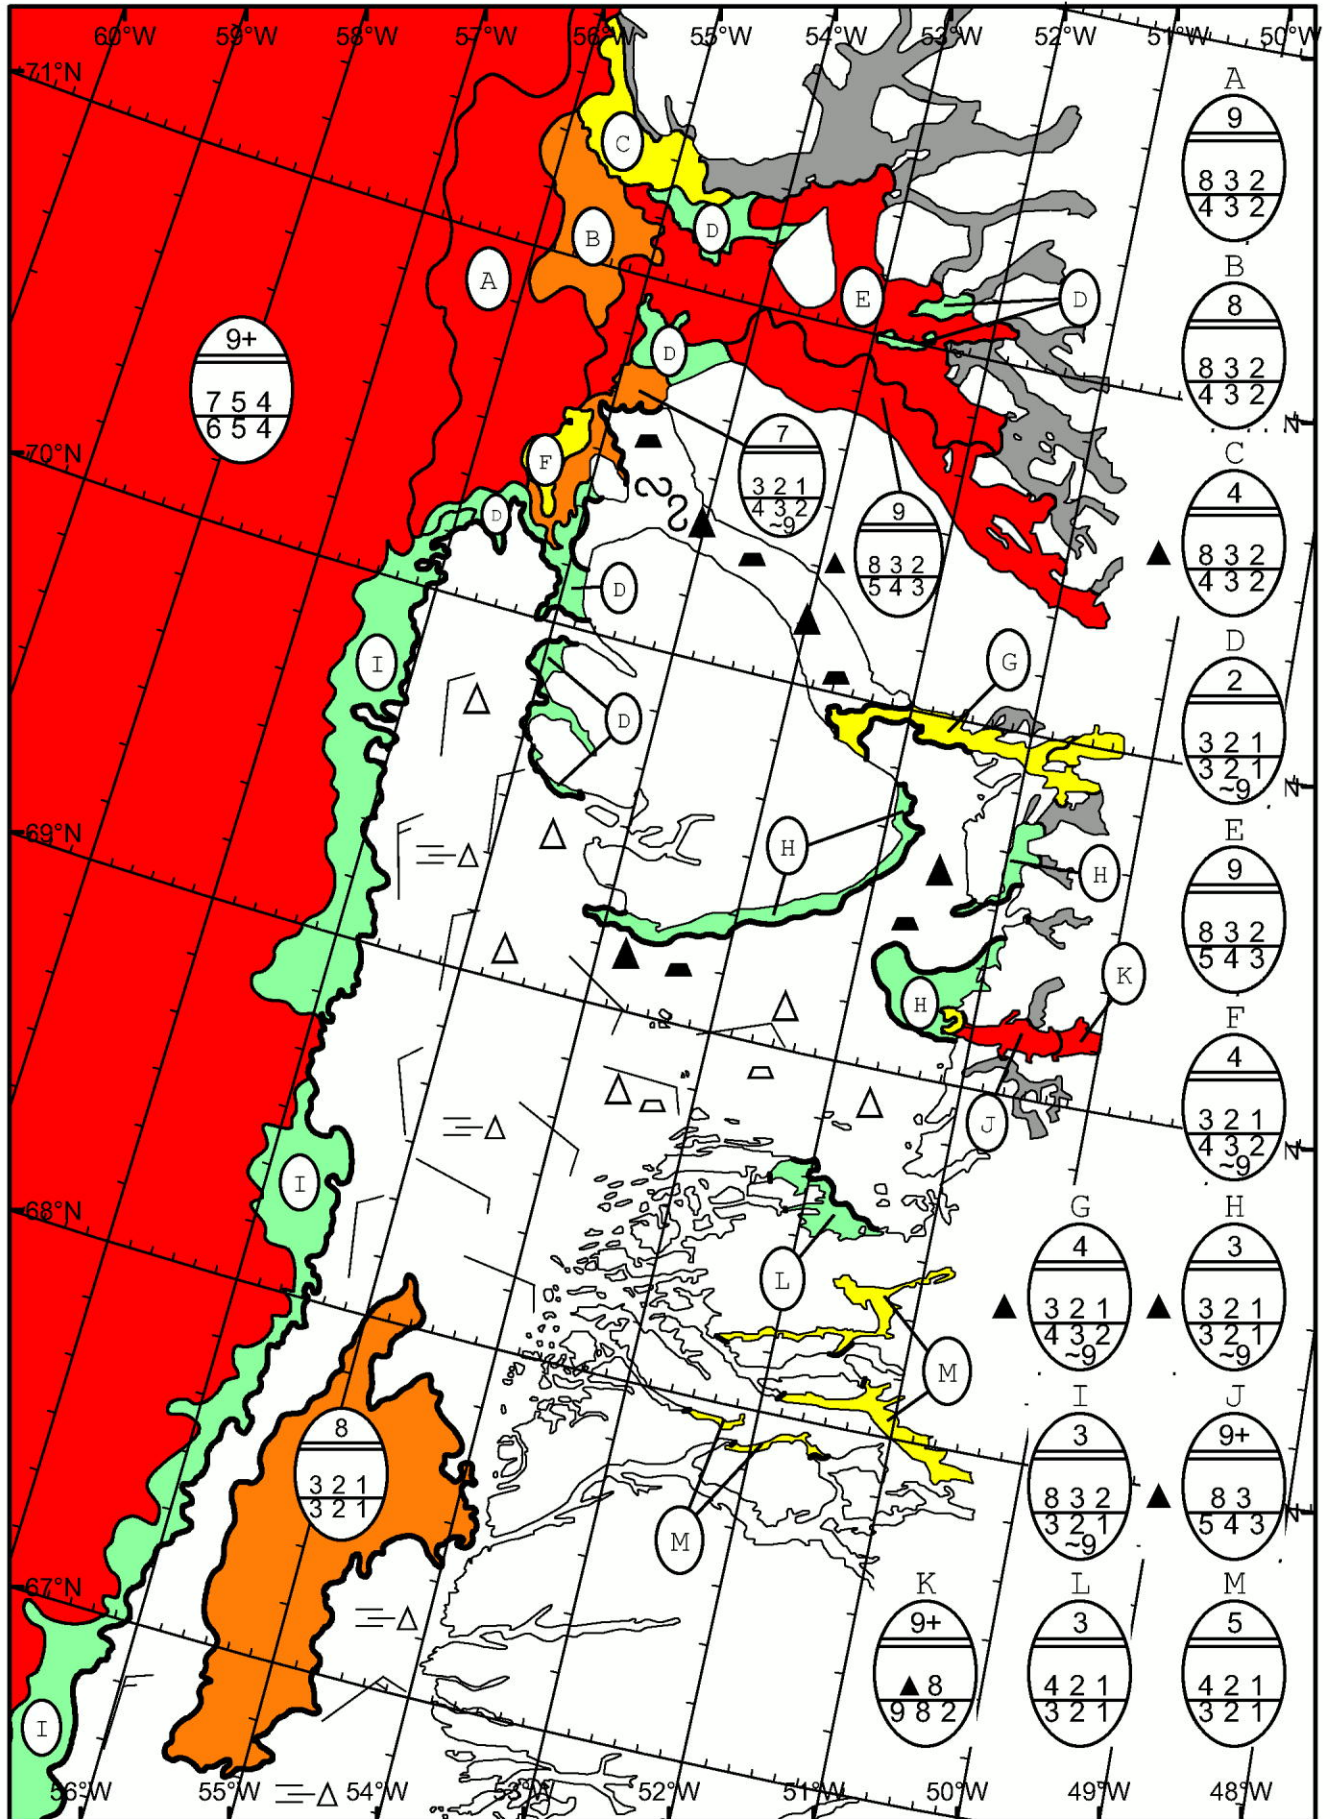 60°W 59°W 58°W 57°W 56°W 55°W 54°W 53°W 52°W 51°W 50°W
71°N
A
9
8 3 2
4 3 2
C
B
D
A
E
D
B
8
8 3 2
4 3 2
9+
7 5 4
6 5 4
D
N
70°N
7
3 2 1
4 3 2
~9
F
D
9
8 3 2
5 4 3
C
4
8 3 2
4 3 2
D
I
G
D
D
2
3 2 1
3 2 1
~9
N
69°N
H
H
E
9
8 3 2
5 4 3
H
K
J
F
4
3 2 1
4 3 2
~9
N
68°N
I
L
G
4
3 2 1
4 3 2
~9
H
3
3 2 1
3 2 1
~9
M
8
3 2 1
3 2 1
I
3
8 3 2
3 2 1
~9
J
9+
8 3
5 4 3
N
M
67°N
K
9+
8
9 8 2
L
3
4 2 1
3 2 1
M
5
4 2 1
3 2 1
I
56°W 55°W 54°W 53°W 52°W 51°W 50°W 49°W 48°W